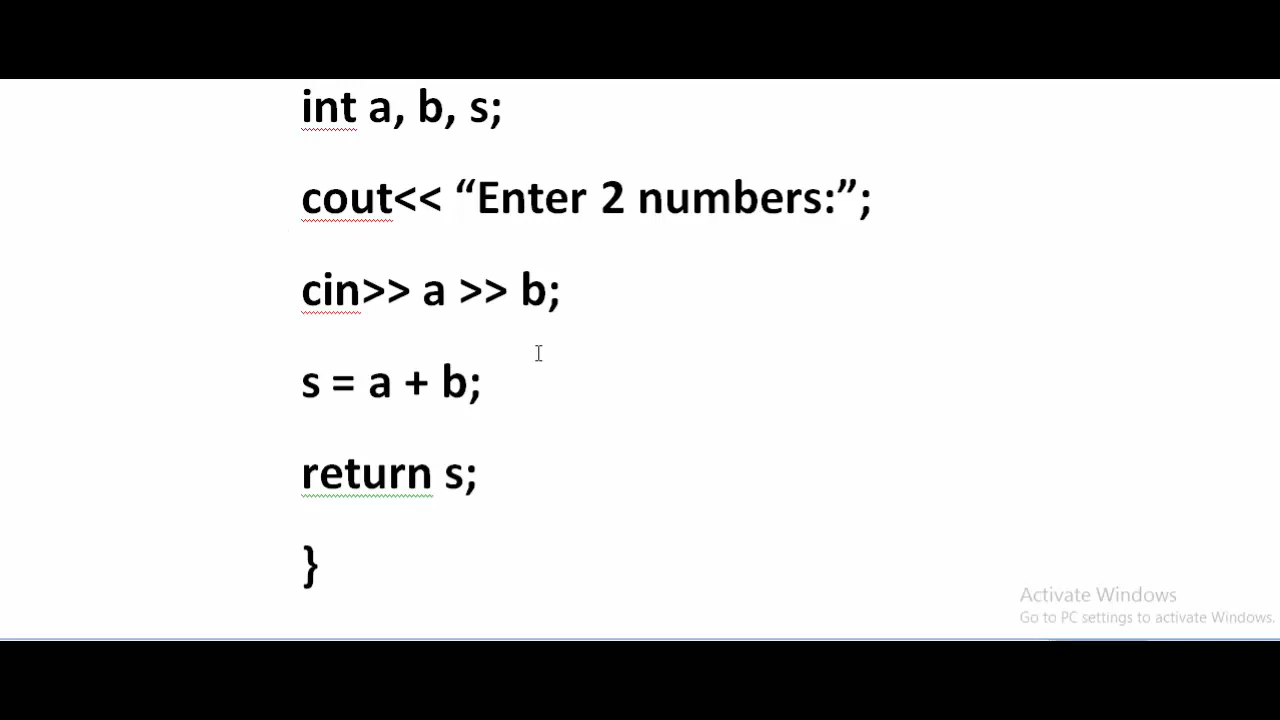 int a, b, s;
cout<< “Enter 2 numbers:”;
cin>> a >> b;
s = a + b;
return s;
}
Activate Windows
Go to PC settings to activate Windows.